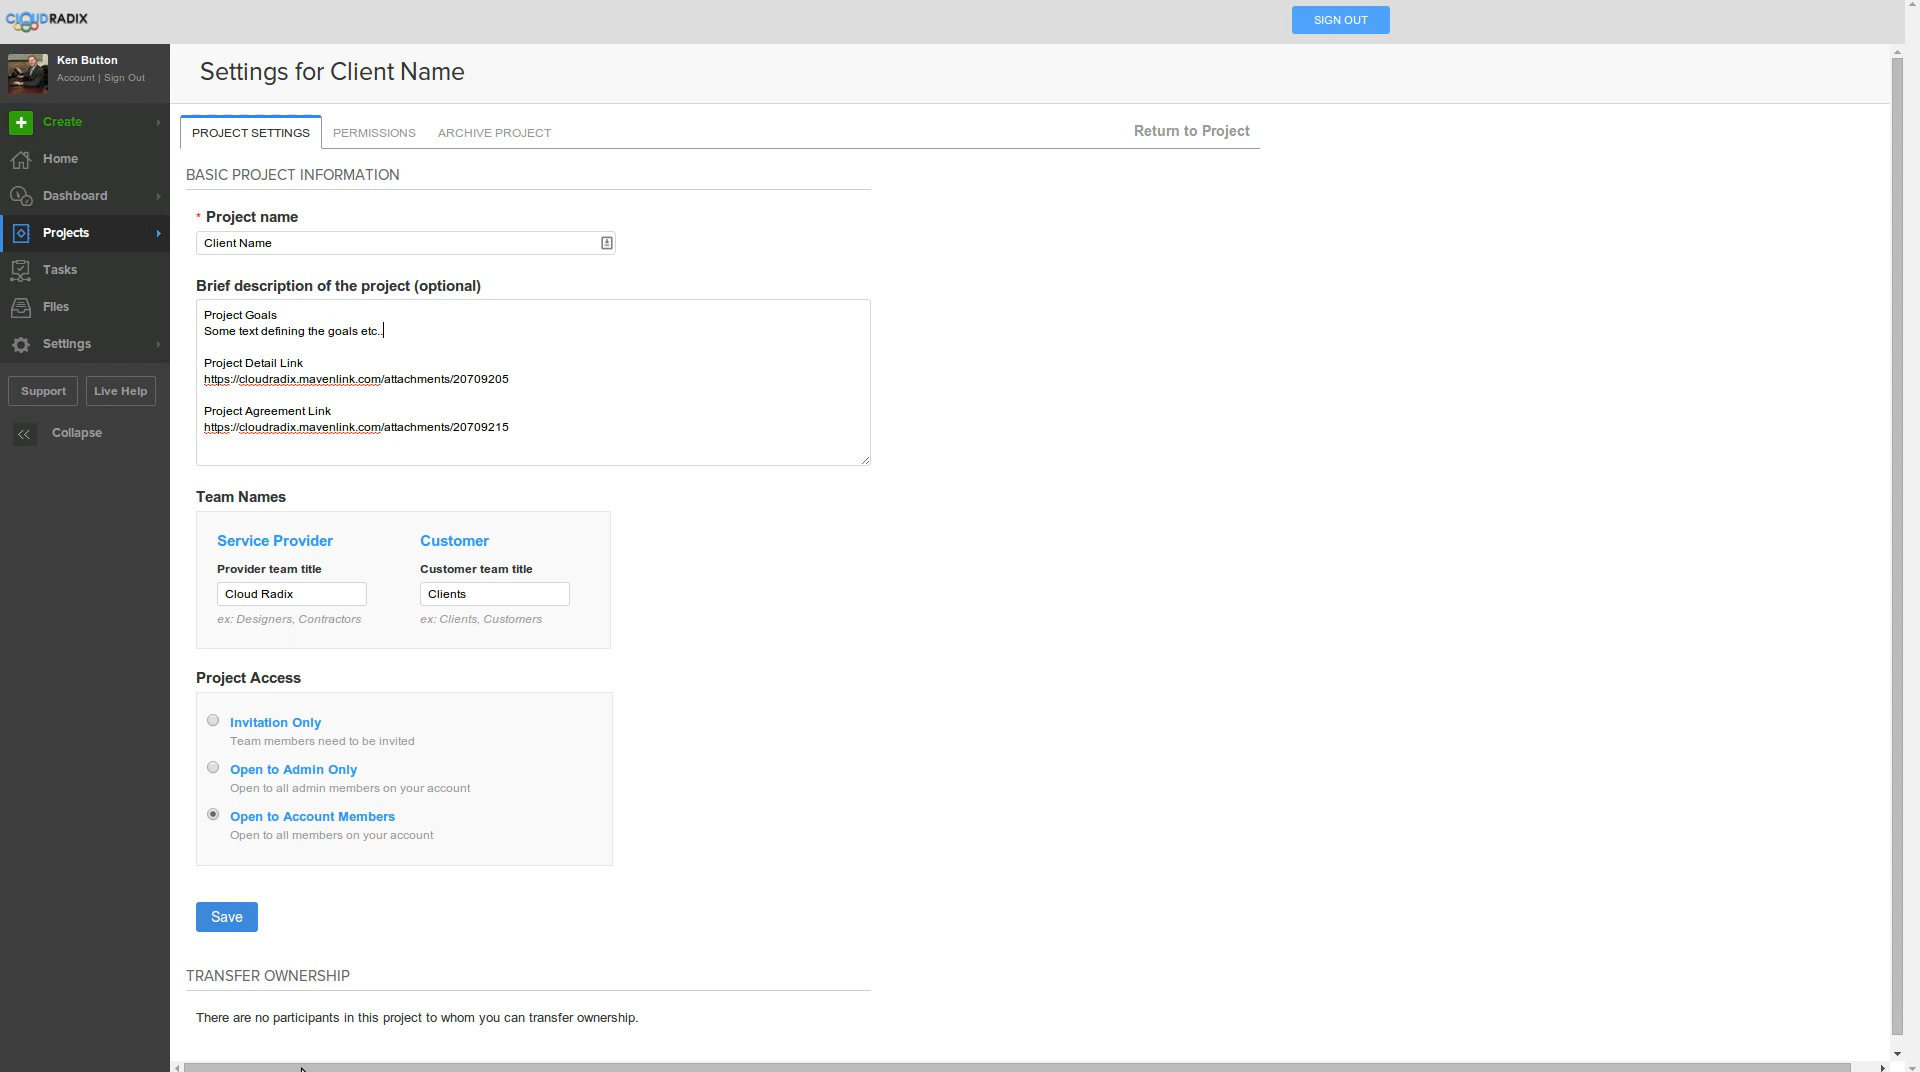 CLOUDRADIX
SIGN OUT
Ken Button
Account | Sign Out
Settings for Client Name
Create
Home
Dashboard
Projects
Tasks
Files
Settings
Support
Live Help
Collapse
PROJECT SETTINGS
PERMISSIONS
ARCHIVE PROJECT
Return to Project
BASIC PROJECT INFORMATION
* Project name
Client Name
Brief description of the project (optional)
Project Goals
Some text defining the goals etc..
Project Detail Link
https://cloudradix.mavenlink.com/attachments/20709205
Project Agreement Link
https://cloudradix.mavenlink.com/attachments/20709215
Team Names
Service Provider
Customer
Provider team title
Customer team title
Cloud Radix
Clients
ex: Designers, Contractors
ex: Clients, Customers
Project Access
Invitation Only
Team members need to be invited
Open to Admin Only
Open to all admin members on your account
Open to Account Members
Open to all members on your account
Save
TRANSFER OWNERSHIP
There are no participants in this project to whom you can transfer ownership.